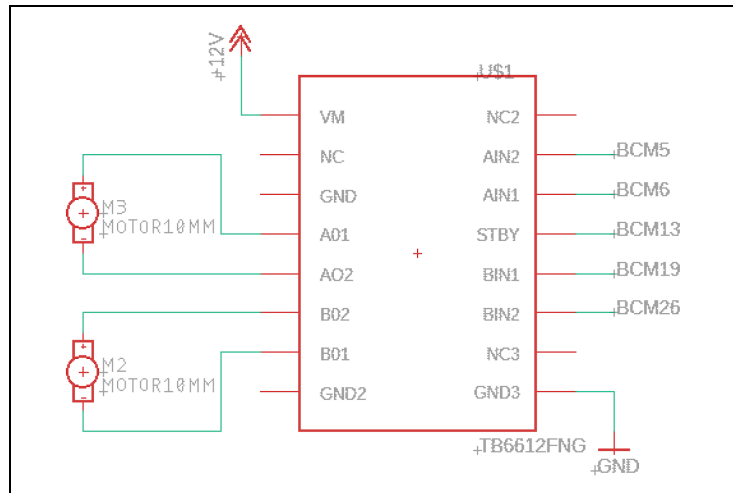 +12V
U$1
VM
NC2
NC
AIN2
BCM5
GND
AIN1
BCM6
M3
MOTOR10MM
A01
STBY
BCM13
AO2
BIN1
BCM19
B02
BIN2
BCM26
M2
MOTOR10MM
B01
NC3
GND2
GND3
TB6612FNG
GND